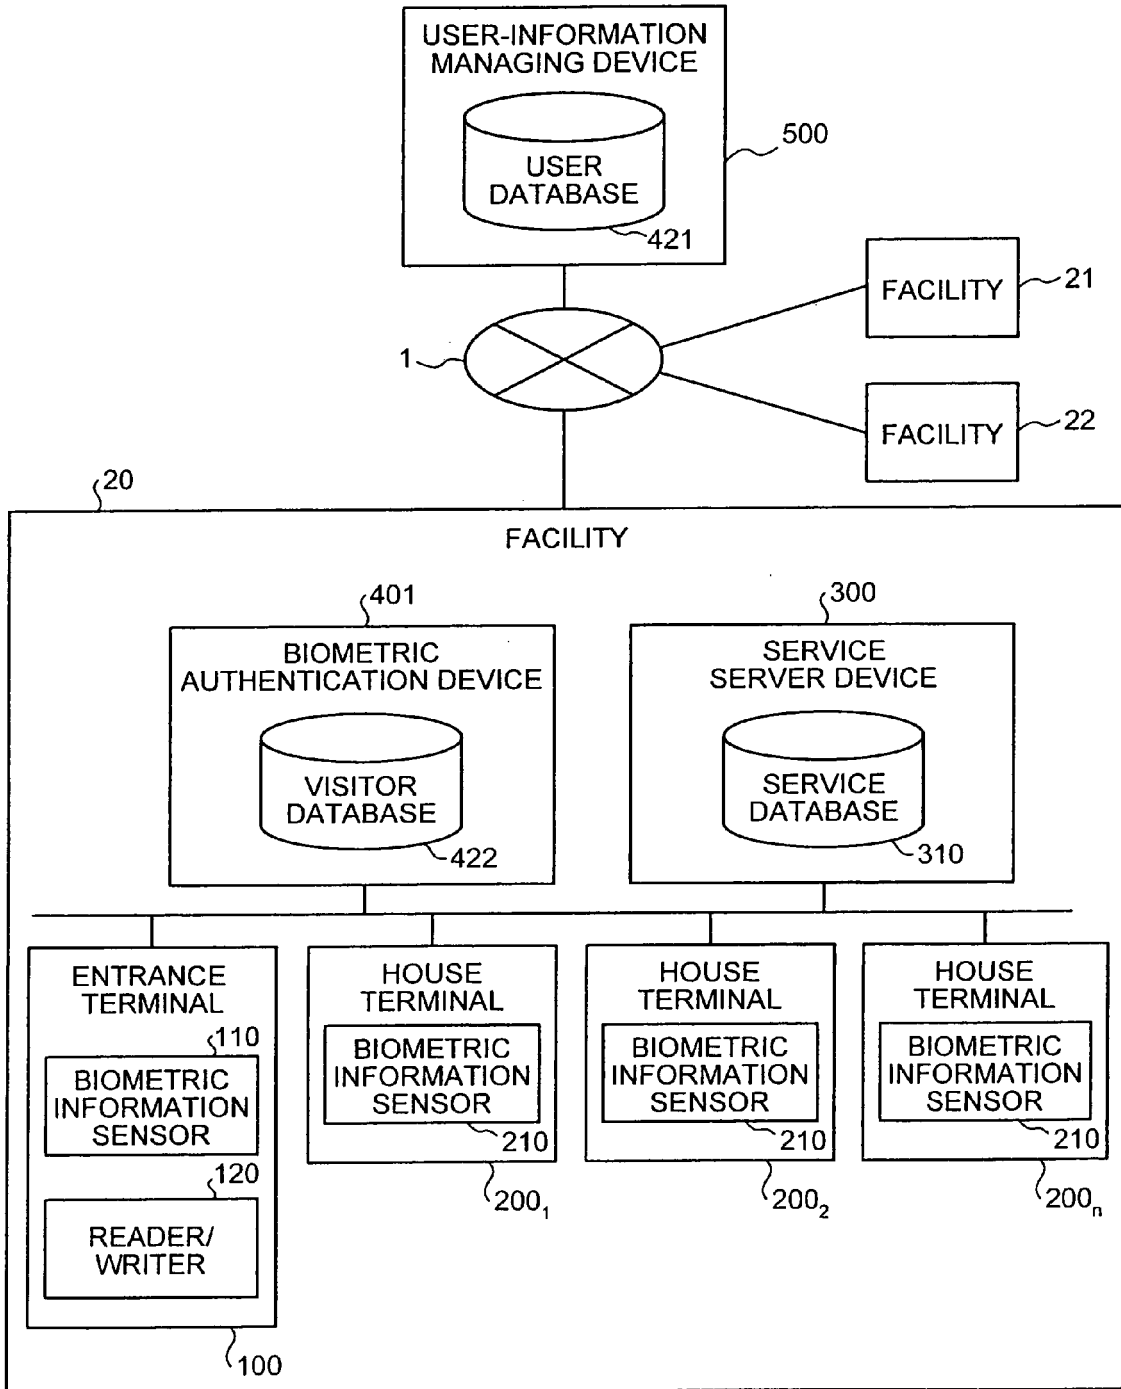 USER-INFORMATION
MANAGING DEVICE
USER
DATABASE
500
421
FACILITY
21
1
FACILITY
22
20
FACILITY
401
300
BIOMETRIC
AUTHENTICATION DEVICE
SERVICE
SERVER DEVICE
VISITOR
DATABASE
SERVICE
DATABASE
422
310
ENTRANCE
TERMINAL
110
BIOMETRIC
INFORMATION
SENSOR
120
READER/
WRITER
100
HOUSE
TERMINAL
BIOMETRIC
INFORMATION
SENSOR
210
200₁
HOUSE
TERMINAL
BIOMETRIC
INFORMATION
SENSOR
210
200₂
HOUSE
TERMINAL
BIOMETRIC
INFORMATION
SENSOR
210
200ₙ